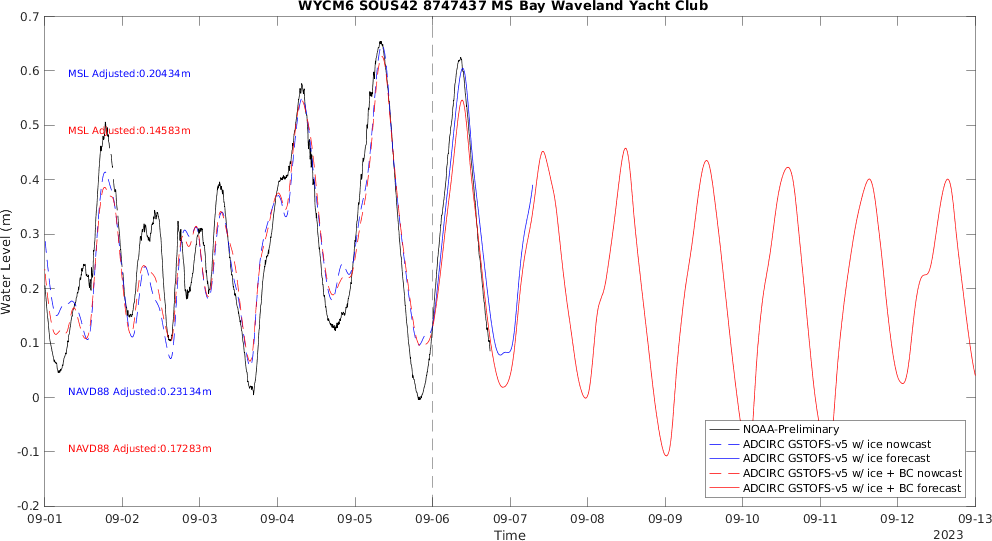 WYCM6 SOUS42 8747437 MS Bay Waveland Yacht Club
0.7
0.6
0.5
0.4
0.3
0.2
0.1
0
-0.1
-0.2
Water Level (m)
MSL Adjusted:0.20434m
MSL Adjusted:0.14583m
NAVD88 Adjusted:0.23134m
NAVD88 Adjusted:0.17283m
NOAA-Preliminary
ADCIRC GSTOFS-v5 w/ ice nowcast
ADCIRC GSTOFS-v5 w/ ice forecast
ADCIRC GSTOFS-v5 w/ ice + BC nowcast
ADCIRC GSTOFS-v5 w/ ice + BC forecast
09-01 09-02 09-03 09-04 09-05 09-06 09-07 09-08 09-09 09-10 09-11 09-12 09-13
Time
2023